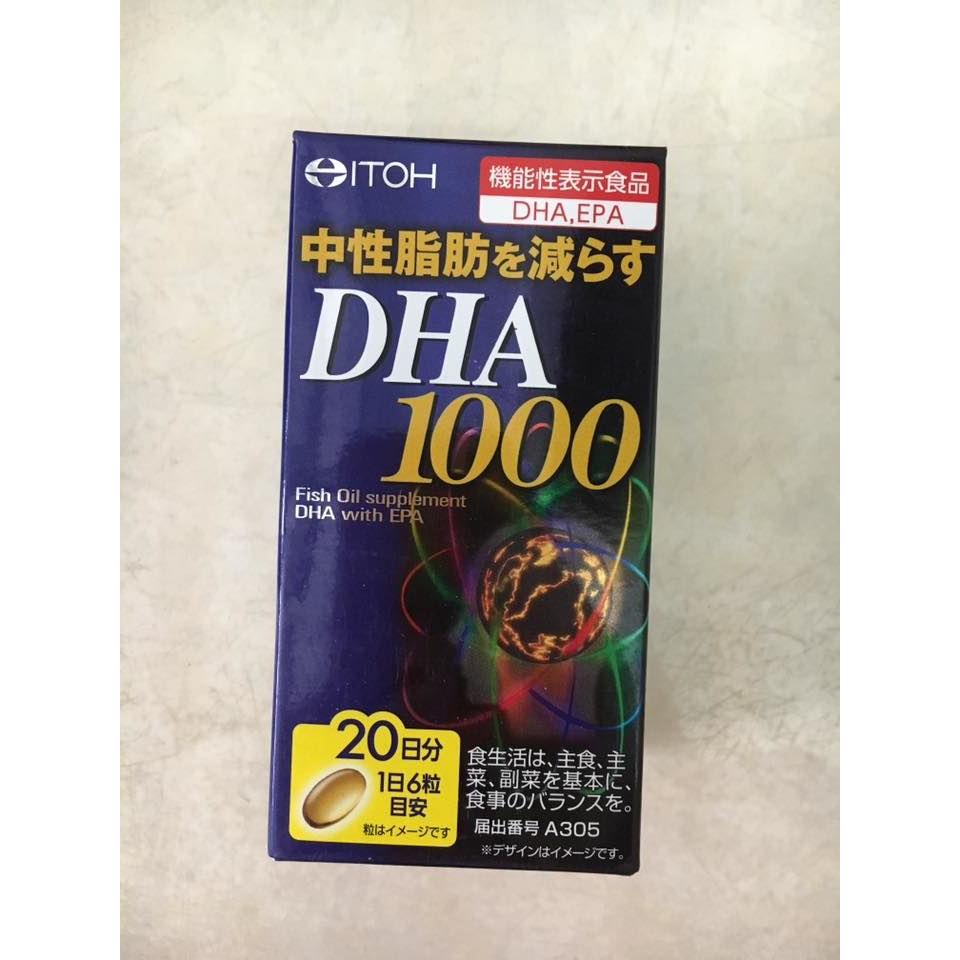 ITOH
機能性表示食品
DHA,EPA
中性脂肪を減らす
DHA
1000
Fish Oil supplement
DHA with EPA
20日分
1日6粒
目安
粒はイメージです
食生活は、主食、主
菜、副菜を基本に、
食事のバランスを。
届出番号 A305
※デザインはイメージです。